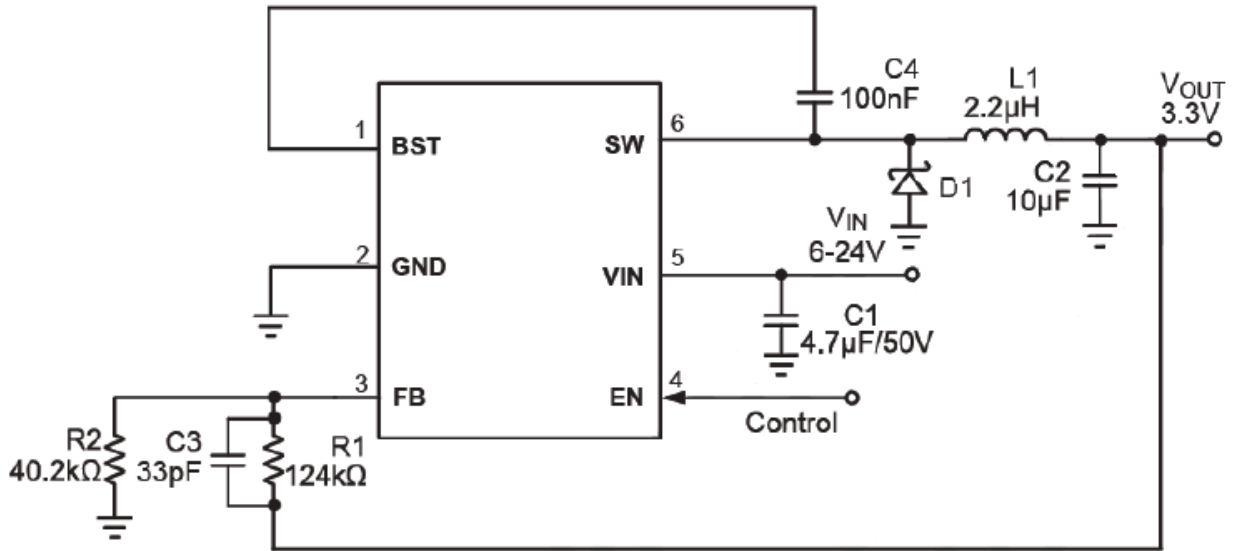 C4
100nF
L1
2.2µH
VOUT
3.3V
1
BST
SW
6
C2
10µF
D1
VIN
6-24V
2
GND
VIN
5
C1
4.7µF/50V
3
FB
EN
4
Control
R2
40.2kΩ
C3
33pF
R1
124kΩ